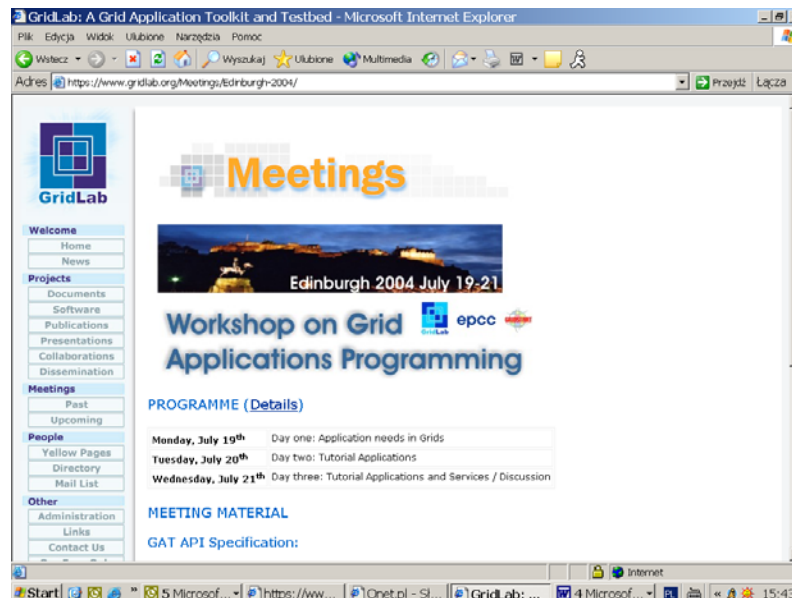 GridLab: A Grid Application Toolkit and Testbed - Microsoft Internet Explorer
Plik Edycja Widok Ulubione Narzędzia Pomoc
Wstecz Wyszukaj Ulubione Multimedia
Adres https://www.gridlab.org/Meetings/Edinburgh-2004/ Przejdź Łącza
GridLab
Welcome
Home
News
Projects
Documents
Software
Publications
Presentations
Collaborations
Dissemination
Meetings
Past
Upcoming
People
Yellow Pages
Directory
Mail List
Other
Administration
Links
Contact Us
Meetings
Edinburgh 2004 July 19-21
Workshop on Grid
Applications Programming
GridLab epcc
PROGRAMME (Details)
Monday, July 19th Day one: Application needs in Grids
Tuesday, July 20th Day two: Tutorial Applications
Wednesday, July 21th Day three: Tutorial Applications and Services / Discussion
MEETING MATERIAL
GAT API Specification:
Internet
Start » 5 Microsof... https://ww... Onet.pl - Sl... GridLab: ... 4 Microsof... PL « 15:43